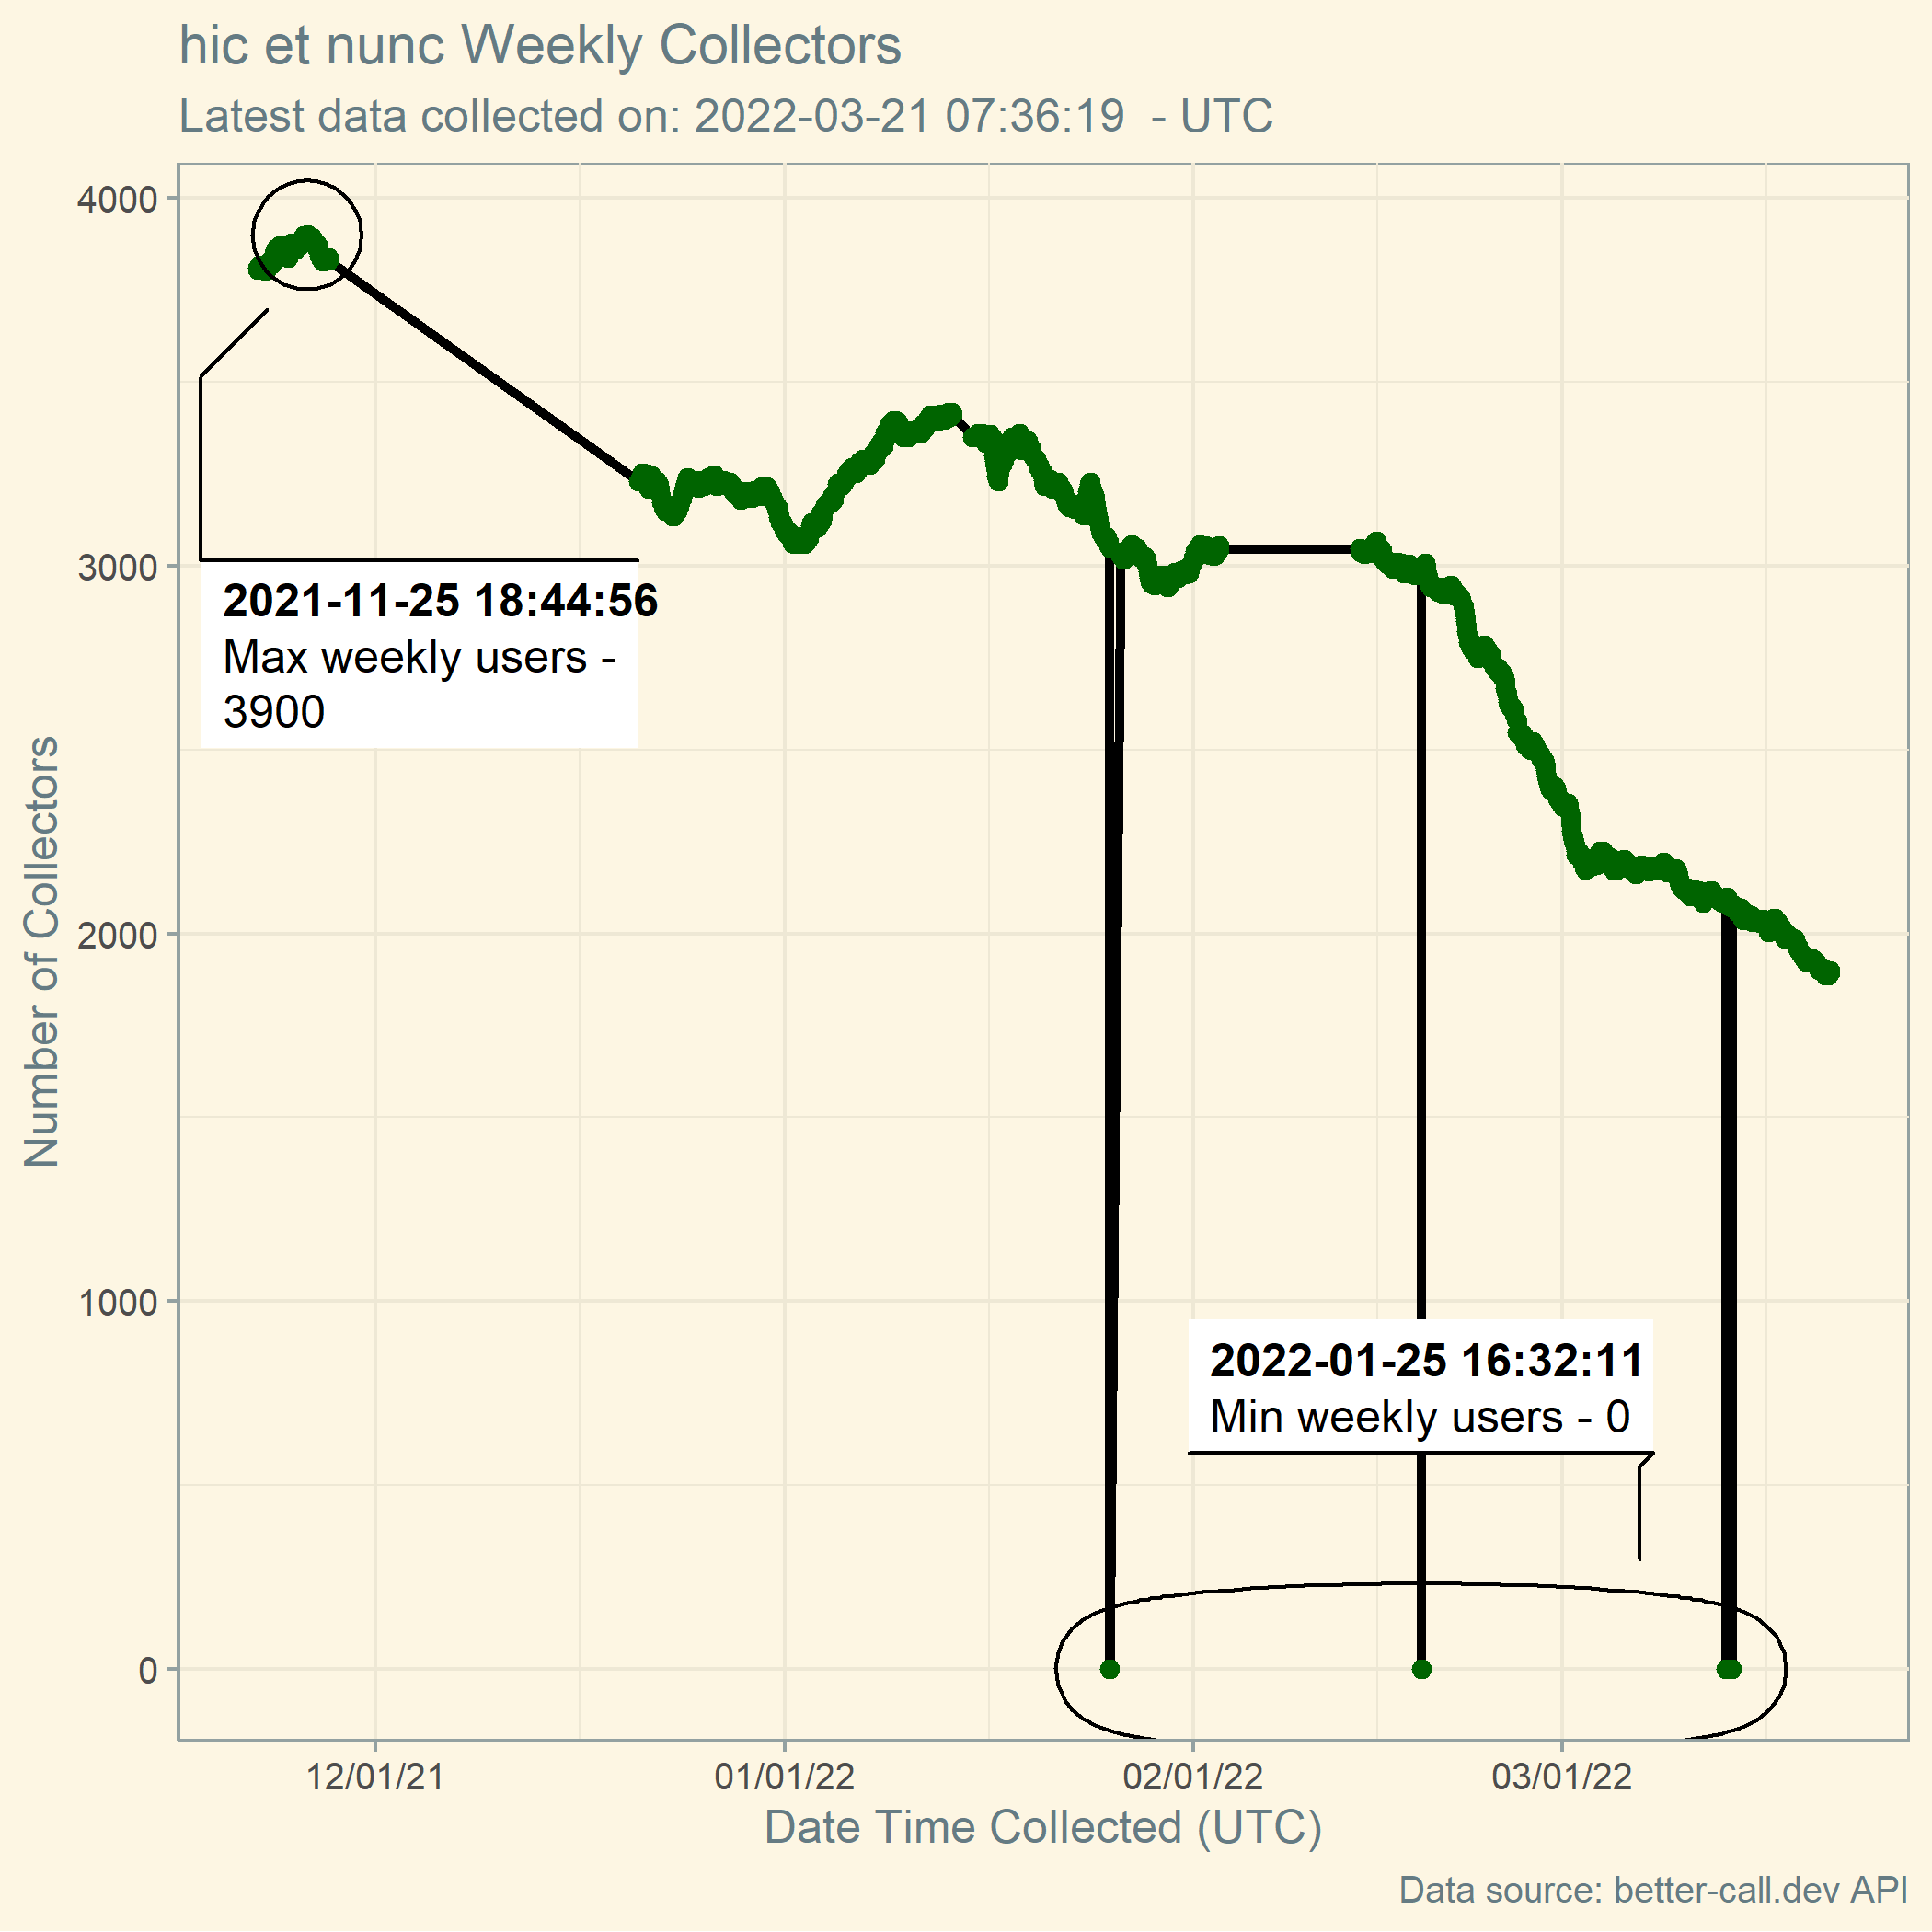 hic et nunc Weekly Collectors
Latest data collected on: 2022-03-21 07:36:19  - UTC
4000
3000
2000
1000
0
Number of Collectors
2021-11-25 18:44:56
Max weekly users -
3900
2022-01-25 16:32:11
Min weekly users - 0
12/01/21
01/01/22
02/01/22
03/01/22
Date Time Collected (UTC)
Data source: better-call.dev API